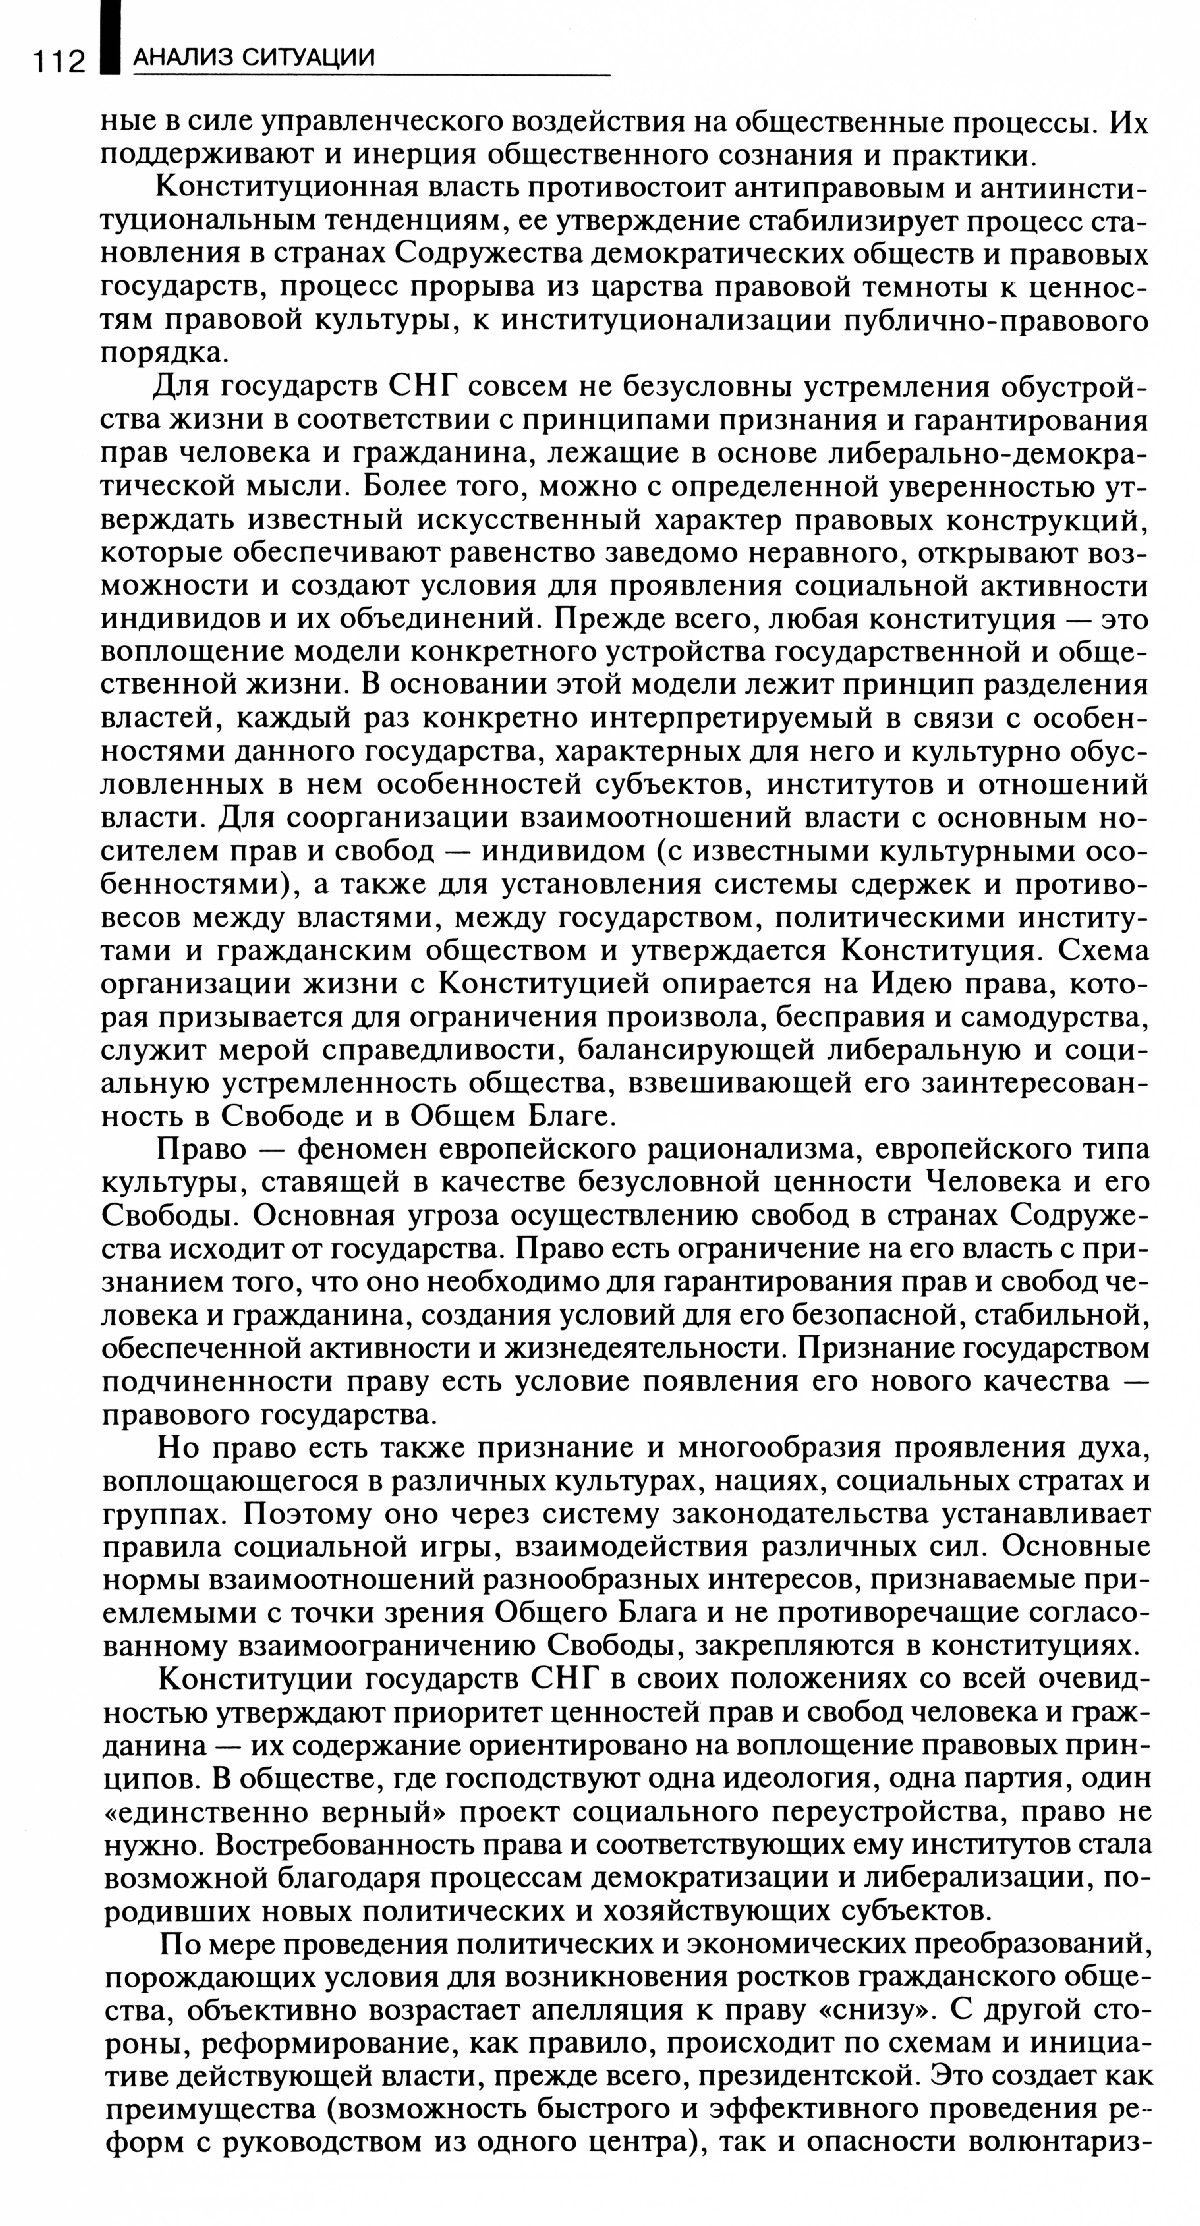 112 АНАЛИЗ СИТУАЦИИ
ные в силе управленческого воздействия на общественные процессы. Их
поддерживают и инерция общественного сознания и практики.
Конституционная власть противостоит антиправовым и антиинсти-
туциональным тенденциям, ее утверждение стабилизирует процесс ста-
новления в странах Содружества демократических обществ и правовых
государств, процесс прорыва из царства правовой темноты к ценнос-
тям правовой культуры, к институционализации публично-правового
порядка.
Для государств СНГ совсем не безусловны устремления обустрой-
ства жизни в соответствии с принципами признания и гарантирования
прав человека и гражданина, лежащие в основе либерально-демокра-
тической мысли. Более того, можно с определенной уверенностью ут-
верждать известный искусственный характер правовых конструкций,
которые обеспечивают равенство заведомо неравного, открывают воз-
можности и создают условия для проявления социальной активности
индивидов и их объединений. Прежде всего, любая конституция — это
воплощение модели конкретного устройства государственной и обще-
ственной жизни. В основании этой модели лежит принцип разделения
властей, каждый раз конкретно интерпретируемый в связи с особен-
ностями данного государства, характерных для него и культурно обус-
ловленных в нем особенностей субъектов, институтов и отношений
власти. Для соорганизации взаимоотношений власти с основным но-
сителем прав и свобод — индивидом (с известными культурными осо-
бенностями), а также для установления системы сдержек и противо-
весов между властями, между государством, политическими институ-
тами и гражданским обществом и утверждается Конституция. Схема
организации жизни с Конституцией опирается на Идею права, кото-
рая призывается для ограничения произвола, бесправия и самодурства,
служит мерой справедливости, балансирующей либеральную и соци-
альную устремленность общества, взвешивающей его заинтересован-
ность в Свободе и в Общем Благе.
Право — феномен европейского рационализма, европейского типа
культуры, ставящей в качестве безусловной ценности Человека и его
Свободы. Основная угроза осуществлению свобод в странах Содруже-
ства исходит от государства. Право есть ограничение на его власть с при-
знанием того, что оно необходимо для гарантирования прав и свобод че-
ловека и гражданина, создания условий для его безопасной, стабильной,
обеспеченной активности и жизнедеятельности. Признание государством
подчиненности праву есть условие появления его нового качества —
правового государства.
Но право есть также признание и многообразия проявления духа,
воплощающегося в различных культурах, нациях, социальных стратах и
группах. Поэтому оно через систему законодательства устанавливает
правила социальной игры, взаимодействия различных сил. Основные
нормы взаимоотношений разнообразных интересов, признаваемые при-
емлемыми с точки зрения Общего Блага и не противоречащие согласо-
ванному взаимоограничению Свободы, закрепляются в конституциях.
Конституции государств СНГ в своих положениях со всей очевид-
ностью утверждают приоритет ценностей прав и свобод человека и граж-
данина — их содержание ориентировано на воплощение правовых прин-
ципов. В обществе, где господствуют одна идеология, одна партия, один
«единственно верный» проект социального переустройства, право не
нужно. Востребованность права и соответствующих ему институтов стала
возможной благодаря процессам демократизации и либерализации, по-
родивших новых политических и хозяйствующих субъектов.
По мере проведения политических и экономических преобразований,
порождающих условия для возникновения ростков гражданского обще-
ства, объективно возрастает апелляция к праву «снизу». С другой сто-
роны, реформирование, как правило, происходит по схемам и инициа-
тиве действующей власти, прежде всего, президентской. Это создает как
преимущества (возможность быстрого и эффективного проведения ре-
форм с руководством из одного центра), так и опасности волюнтариз-